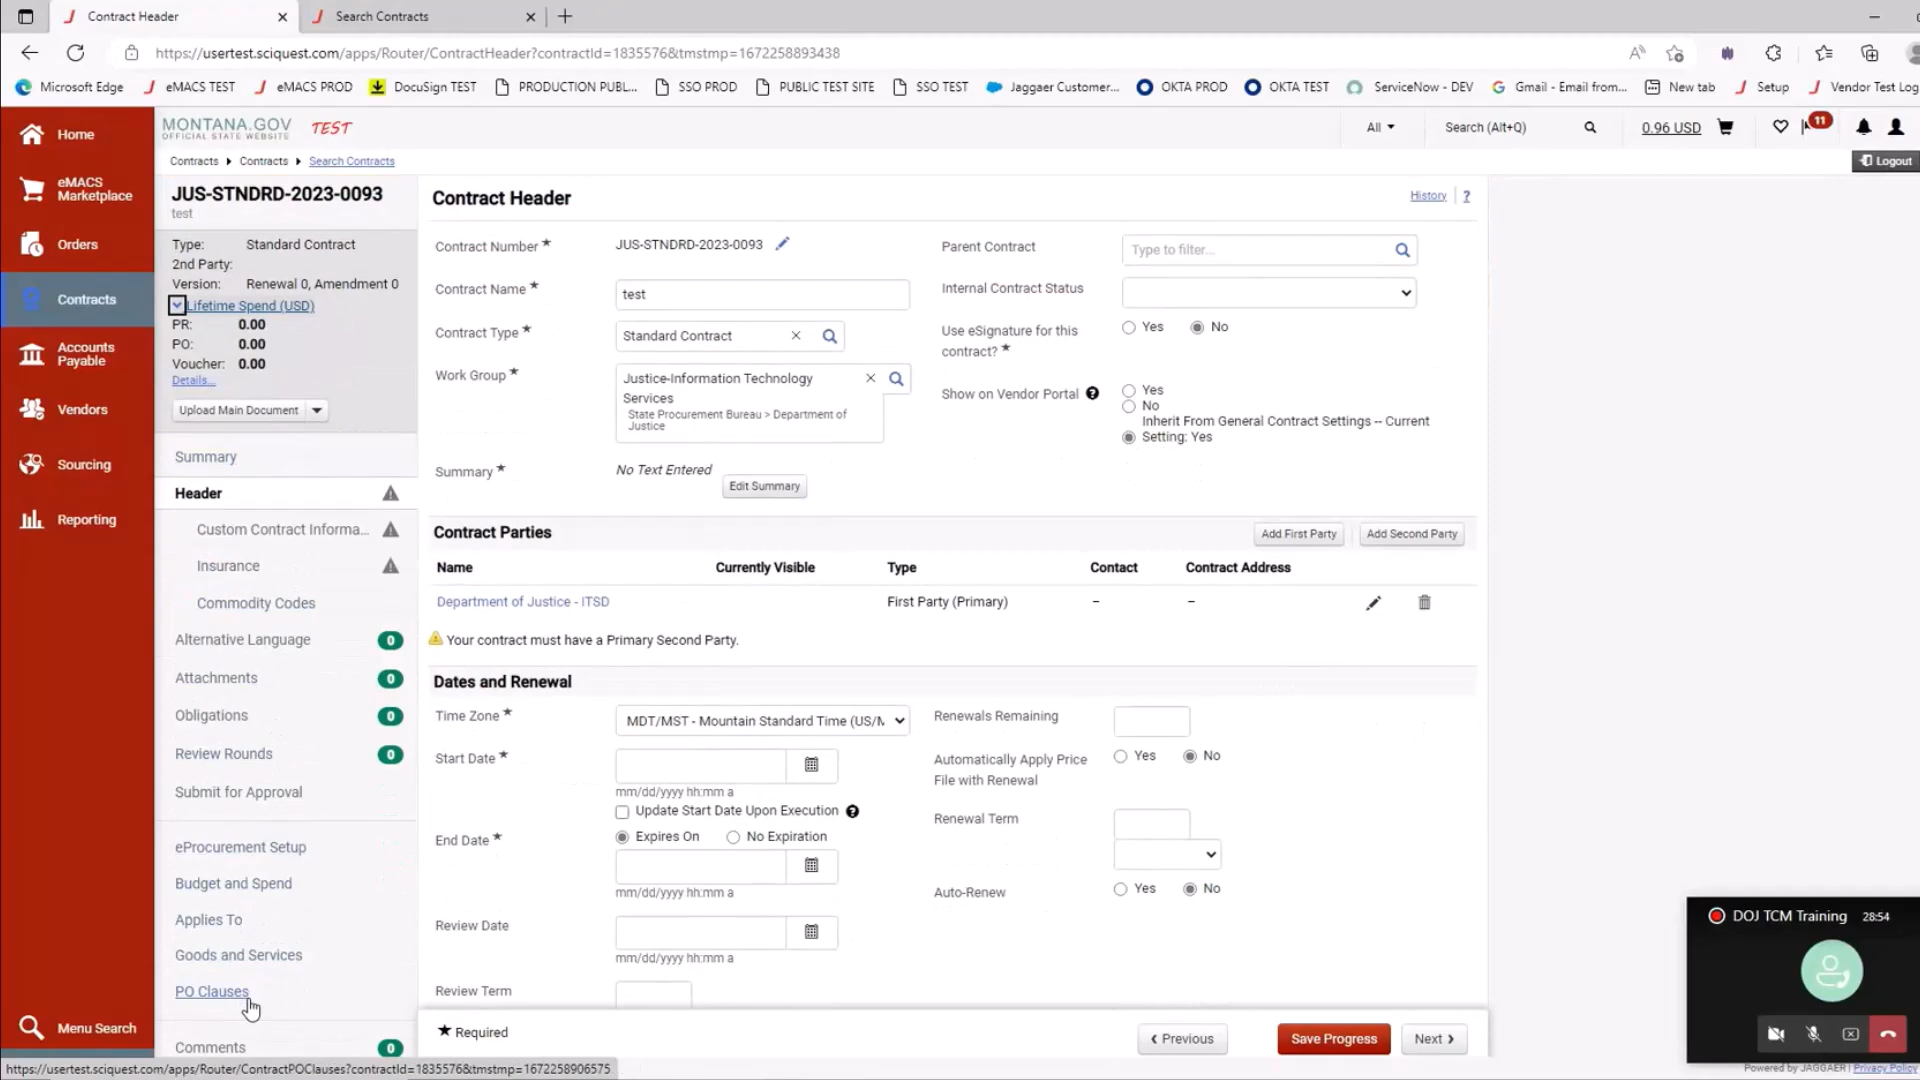 Contract Header
Search Contracts
https://usertest.sciquest.com/apps/Router/ContractHeader?contractId=1835576&tmstmp=1672258893438
Microsoft Edge
eMACS TEST
eMACS PROD
DocuSign TEST
PRODUCTION PUBL...
SSO PROD
PUBLIC TEST SITE
SSO TEST
Jaggaer Customer...
OKTA PROD
OKTA TEST
ServiceNow - DEV
Gmail - Email from...
New tab
Setup
Vendor Test Log
Home
eMACS
Marketplace
Orders
Contracts
Accounts
Payable
Vendors
Sourcing
Reporting
Menu Search
MONTANA.GOV
OFFICIAL STATE WEBSITE
TEST
All
Search (Alt+Q)
0.96 USD
11
Contracts
Contracts
Search Contracts
Logout
JUS-STNDRD-2023-0093
test
Type: Standard Contract
2nd Party:
Version: Renewal 0, Amendment 0
Lifetime Spend (USD)
PR: 0.00
PO: 0.00
Voucher: 0.00
Details...
Upload Main Document
Summary
Header
Custom Contract Informa...
Insurance
Commodity Codes
Alternative Language 0
Attachments 0
Obligations 0
Review Rounds 0
Submit for Approval
eProcurement Setup
Budget and Spend
Applies To
Goods and Services
PO Clauses
Comments 0
Contract Header
History
?
Contract Number ★ JUS-STNDRD-2023-0093
Contract Name ★ test
Contract Type ★ Standard Contract
Work Group ★ Justice-Information Technology
Services
State Procurement Bureau > Department of
Justice
Summary ★ No Text Entered
Edit Summary
Parent Contract Type to filter...
Internal Contract Status
Use eSignature for this
contract? ★
Yes No
Show on Vendor Portal ?
Yes
No
Inherit From General Contract Settings -- Current
Setting: Yes
Contract Parties
Add First Party
Add Second Party
Name Currently Visible Type Contact Contract Address
Department of Justice - ITSD First Party (Primary) – –
Your contract must have a Primary Second Party.
Dates and Renewal
Time Zone ★ MDT/MST - Mountain Standard Time (US/M
Start Date ★
mm/dd/yyyy hh:mm a
Update Start Date Upon Execution ?
End Date ★ Expires On No Expiration
mm/dd/yyyy hh:mm a
Review Date
mm/dd/yyyy hh:mm a
Review Term
Renewals Remaining
Automatically Apply Price
File with Renewal
Yes No
Renewal Term
Auto-Renew Yes No
★ Required
‹ Previous
Save Progress
Next ›
DOJ TCM Training 28:54
https://usertest.sciquest.com/apps/Router/ContractPOClauses?contractId=1835576&tmstmp=1672258906575
Powered by JAGGAER | Privacy Policy